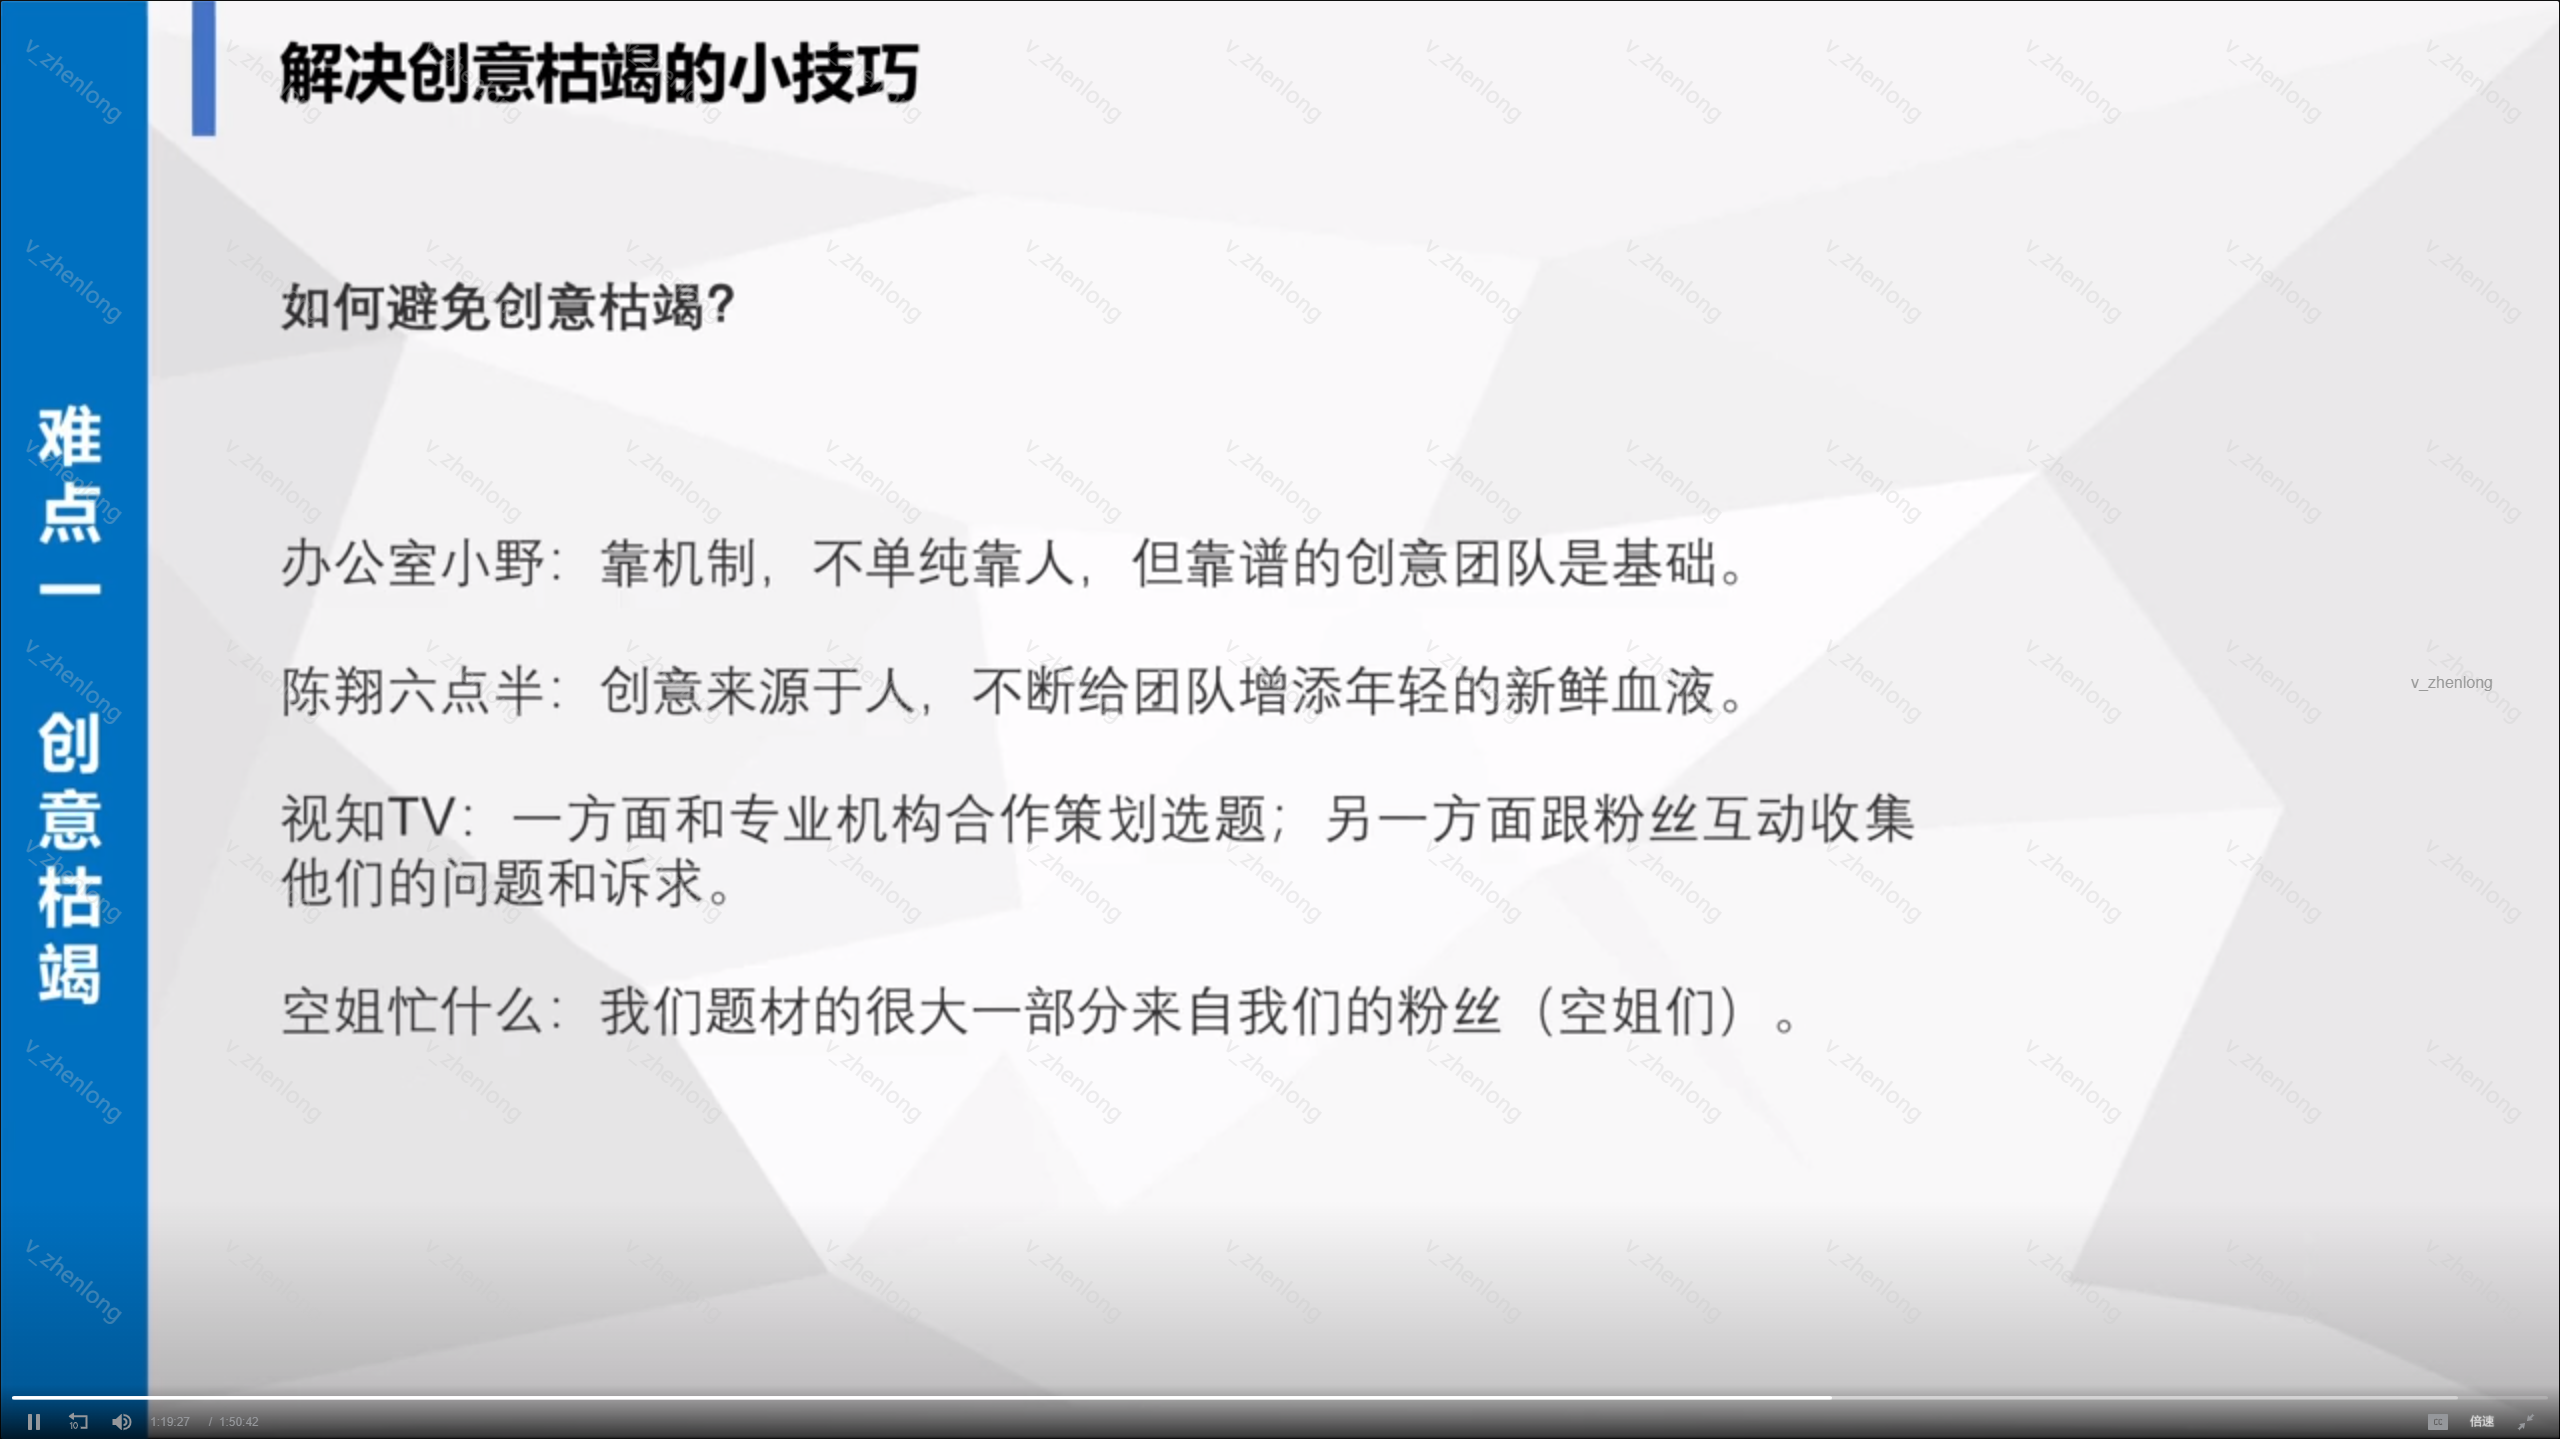 解决创意枯竭的小技巧
如何避免创意枯竭？
难点一 创意枯竭
办公室小野：靠机制，不单纯靠人，但靠谱的创意团队是基础。
陈翔六点半：创意来源于人，不断给团队增添年轻的新鲜血液。
视知TV：一方面和专业机构合作策划选题；另一方面跟粉丝互动收集
他们的问题和诉求。
空姐忙什么：我们题材的很大一部分来自我们的粉丝（空姐们）。
v_zhenlong
1:19:27 / 1:50:42
倍速